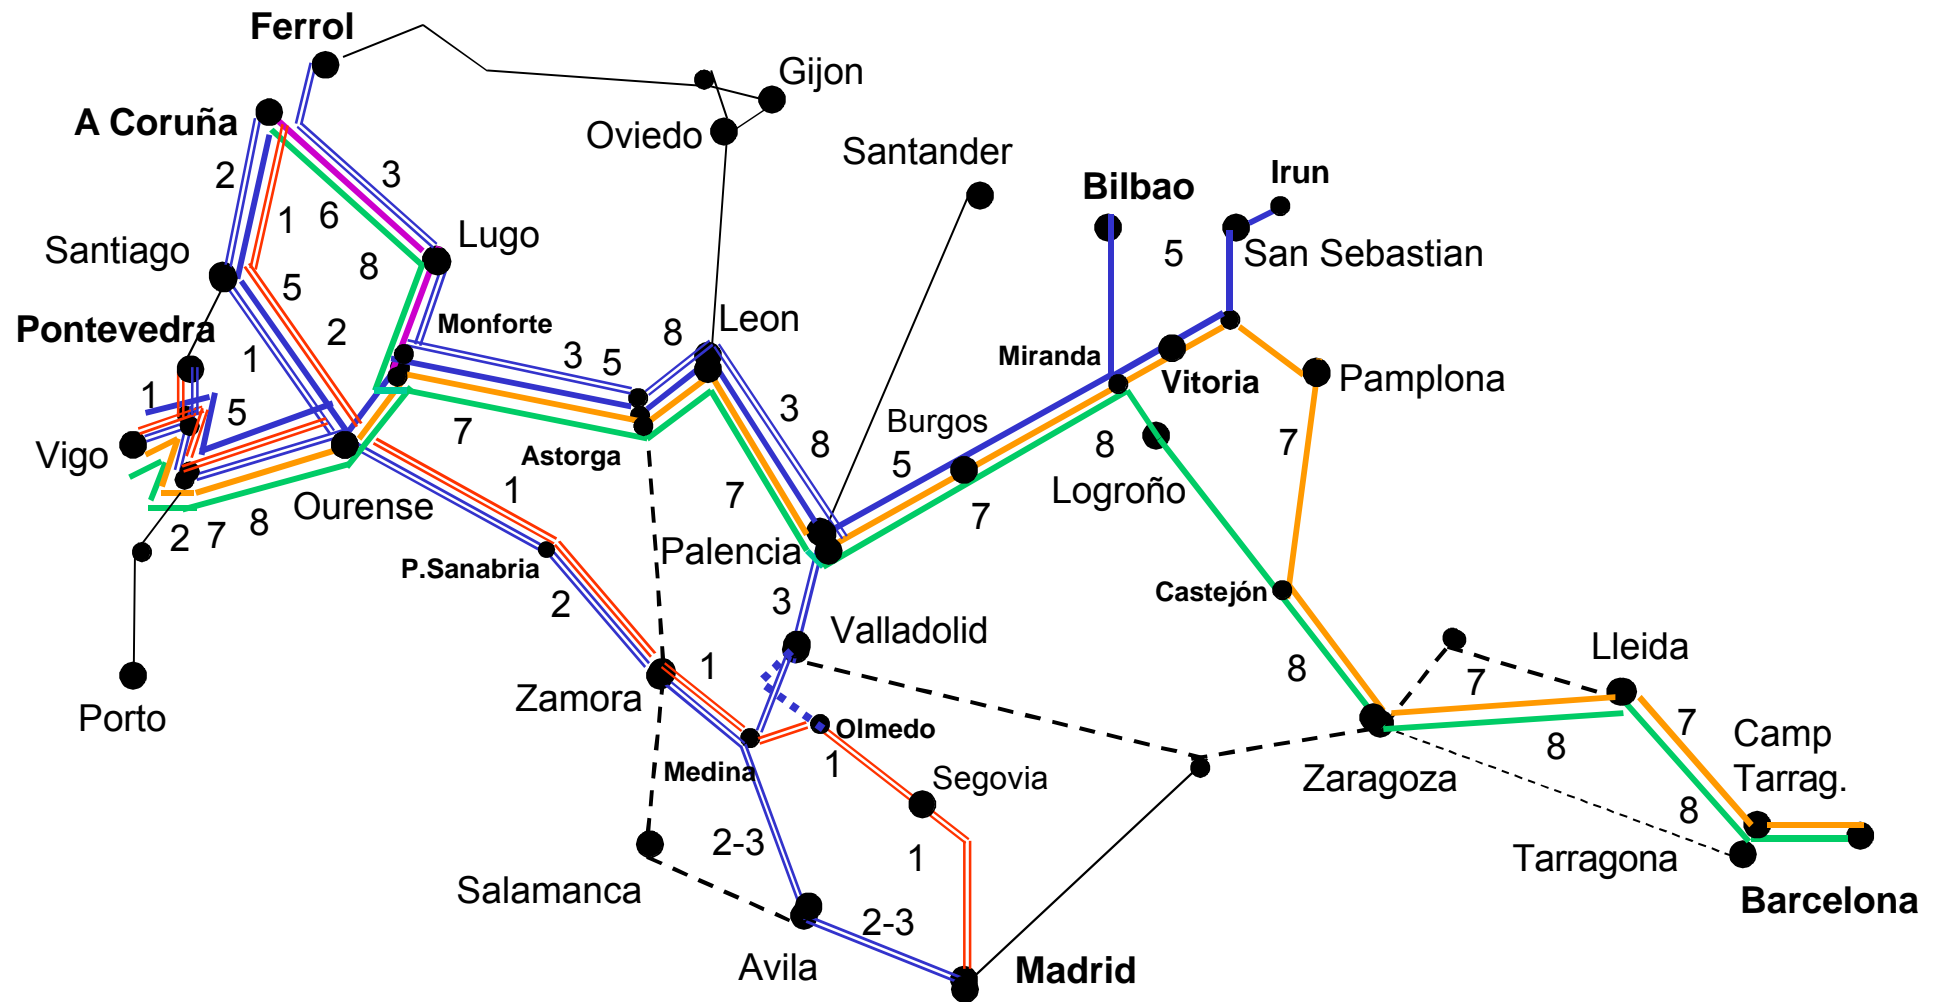 Ferrol
Gijon
A Coruña
Oviedo
Santander
2
3
Bilbao
Irun
1
6
Santiago
Lugo
5
San Sebastian
8
5
Pontevedra
2
Monforte
8
Leon
1
3
5
Miranda
Vitoria
Pamplona
1
5
3
Burgos
7
Vigo
7
Astorga
8
5
8
1
7
7
Logroño
Ourense
2
7
8
Palencia
P.Sanabria
2
3
Castejón
Valladolid
1
8
7
Lleida
Zamora
Porto
Olmedo
7
Camp
Medina
1
Segovia
8
Zaragoza
Tarrag.
8
2-3
1
Tarragona
Salamanca
2-3
Barcelona
Avila
Madrid